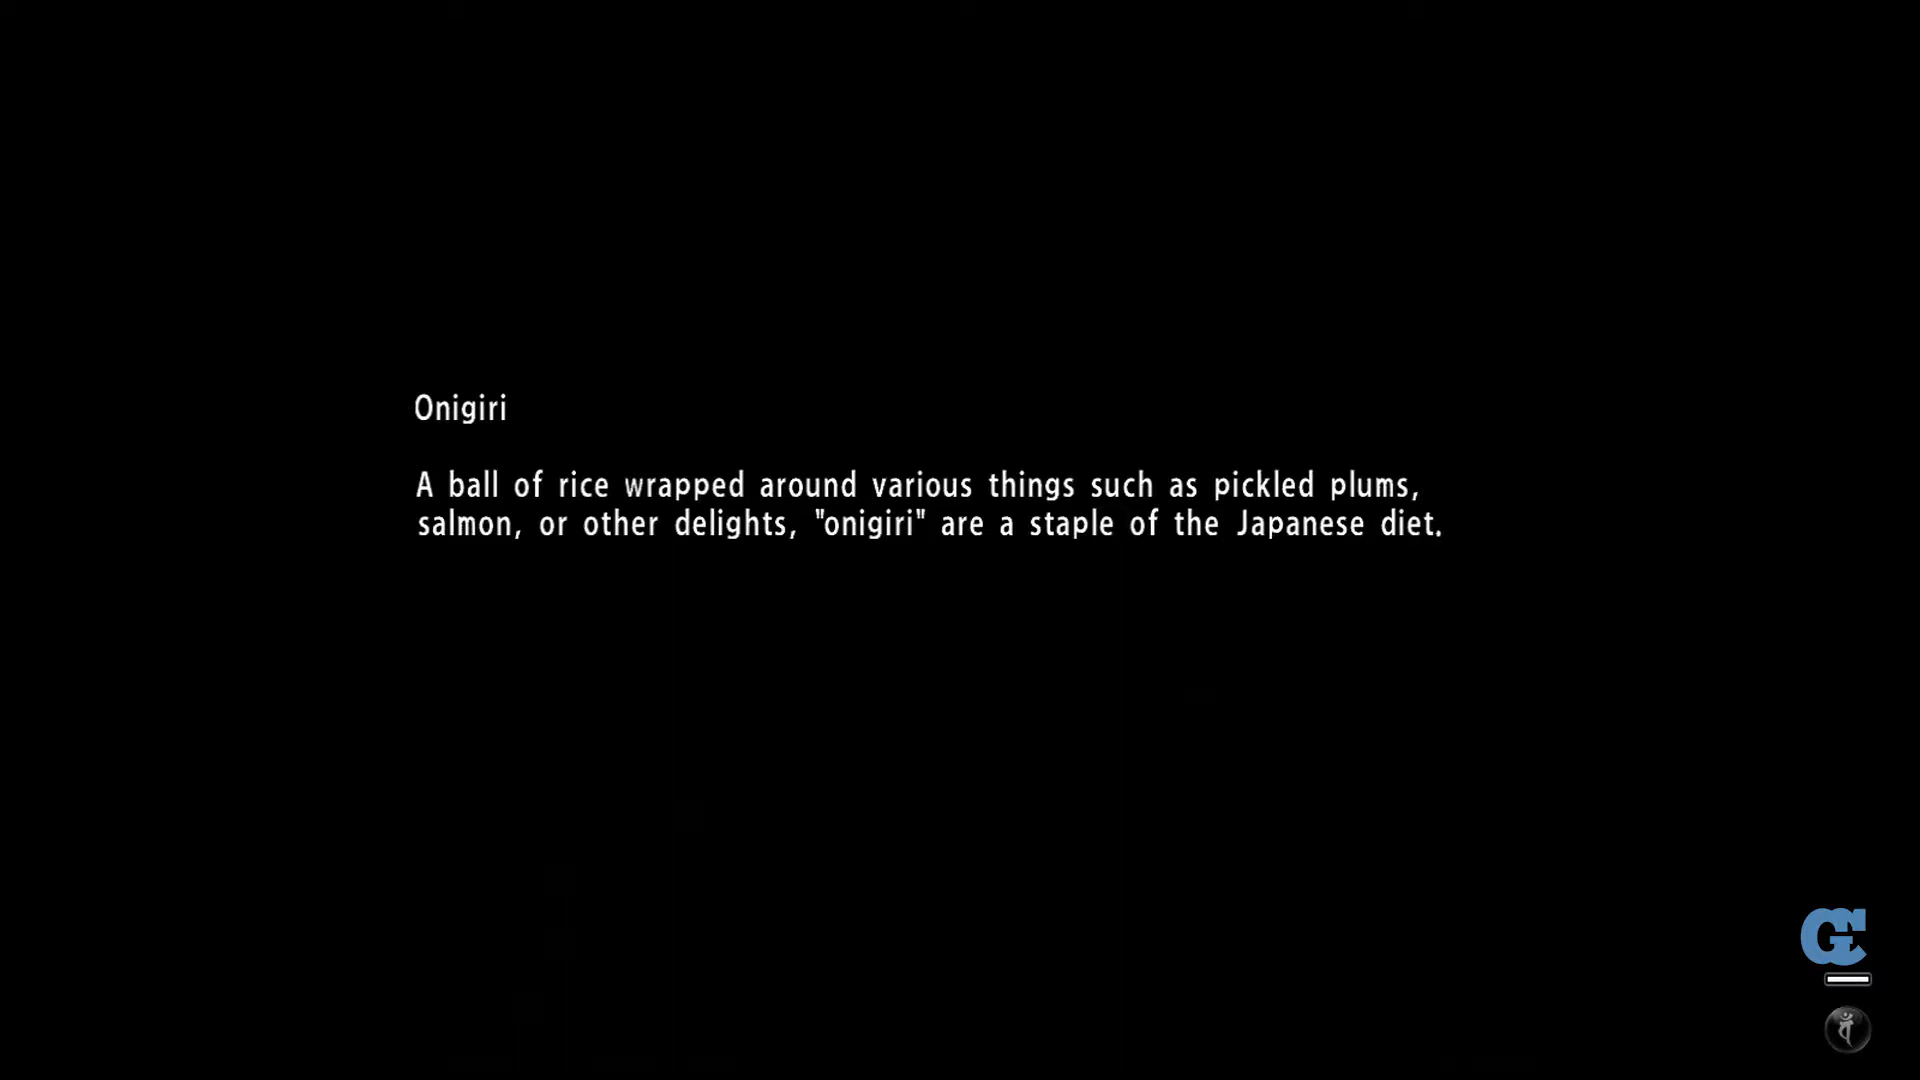 Onigiri
A ball of rice wrapped around various things such as pickled plums,
salmon, or other delights, "onigiri" are a staple of the Japanese diet.
GC